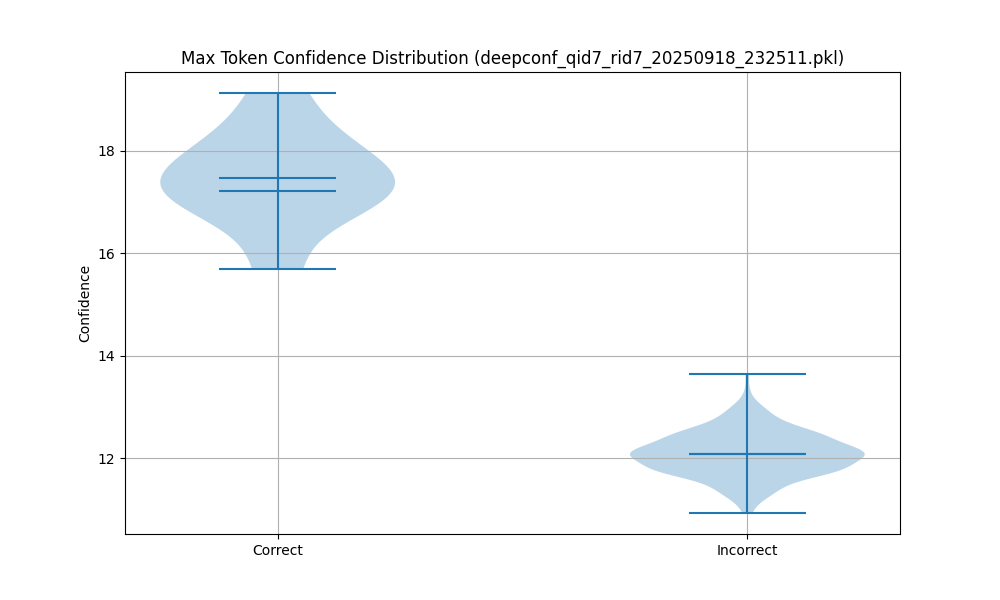 Max Token Confidence Distribution (deepconf_qid7_rid7_20250918_232511.pkl)
Confidence
18
16
14
12
Correct
Incorrect